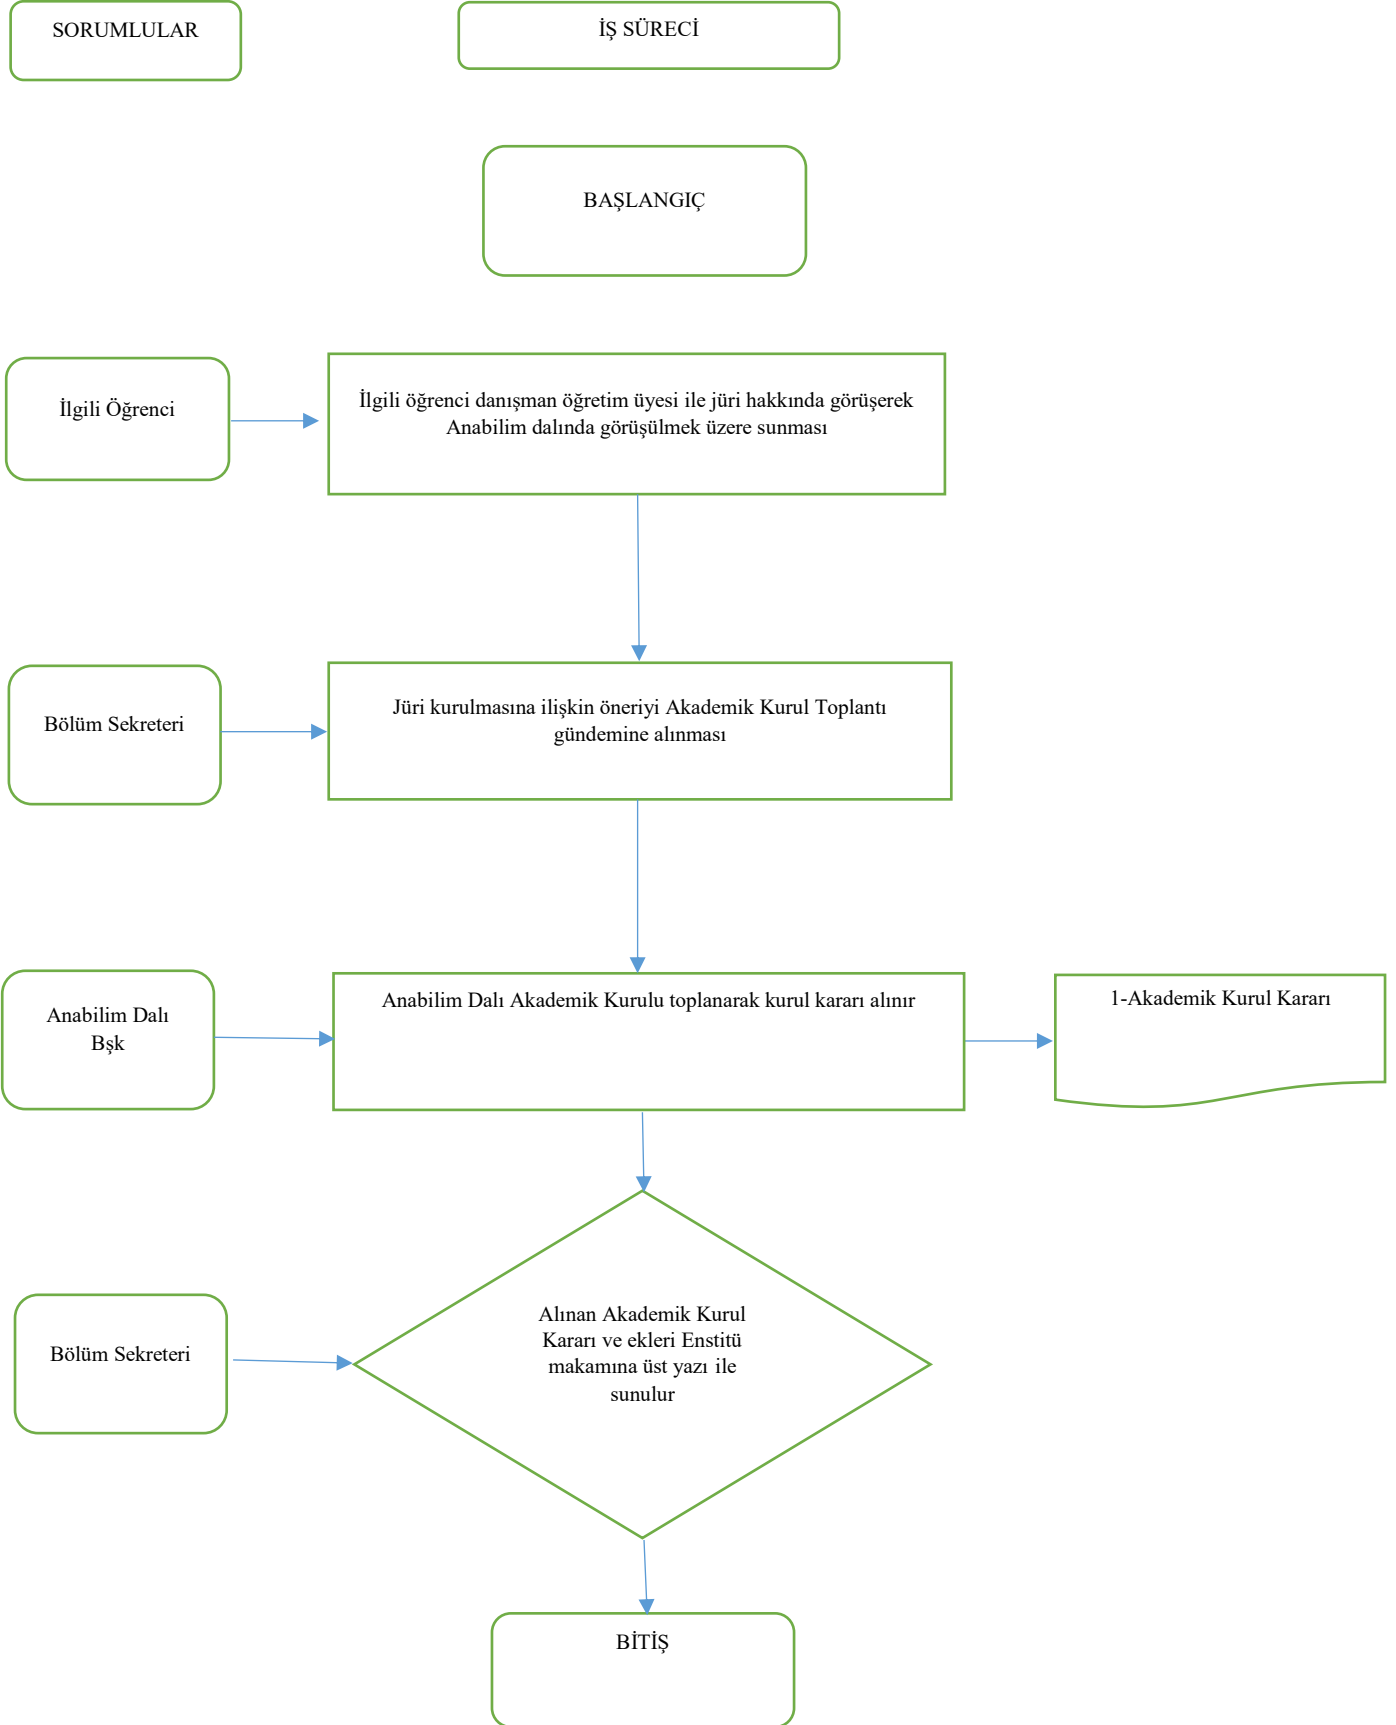 SORUMLULAR
İŞ SÜRECİ
BAŞLANGIÇ
İlgili Öğrenci
İlgili öğrenci danışman öğretim üyesi ile jüri hakkında görüşerek
Anabilim dalında görüşülmek üzere sunması
Bölüm Sekreteri
Jüri kurulmasına ilişkin öneriyi Akademik Kurul Toplantı
gündemine alınması
Anabilim Dalı
Bşk
Anabilim Dalı Akademik Kurulu toplanarak kurul kararı alınır
1-Akademik Kurul Kararı
Bölüm Sekreteri
Alınan Akademik Kurul
Kararı ve ekleri Enstitü
makamına üst yazı ile
sunulur
BİTİŞ